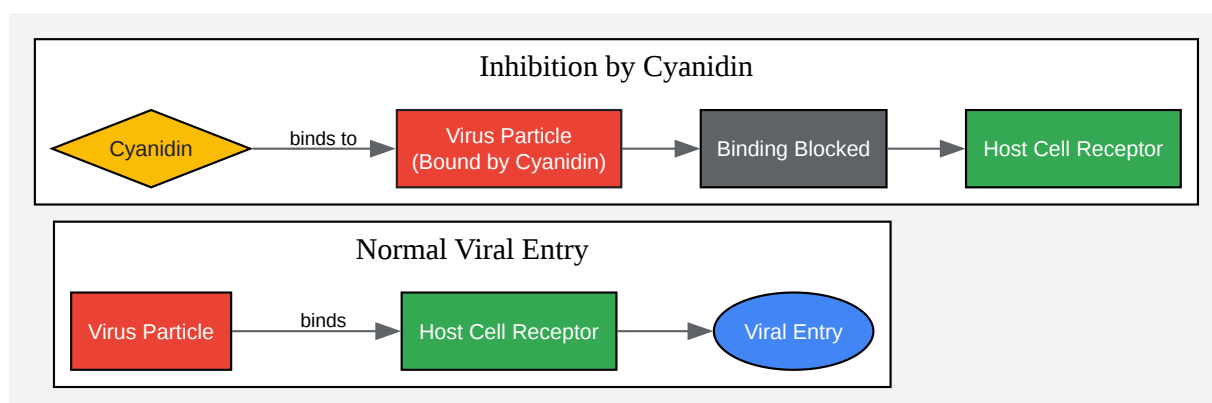 Inhibition by Cyanidin
Cyanidin
binds to
Virus Particle
(Bound by Cyanidin)
Binding Blocked
Host Cell Receptor
Normal Viral Entry
Virus Particle
binds
Host Cell Receptor
Viral Entry